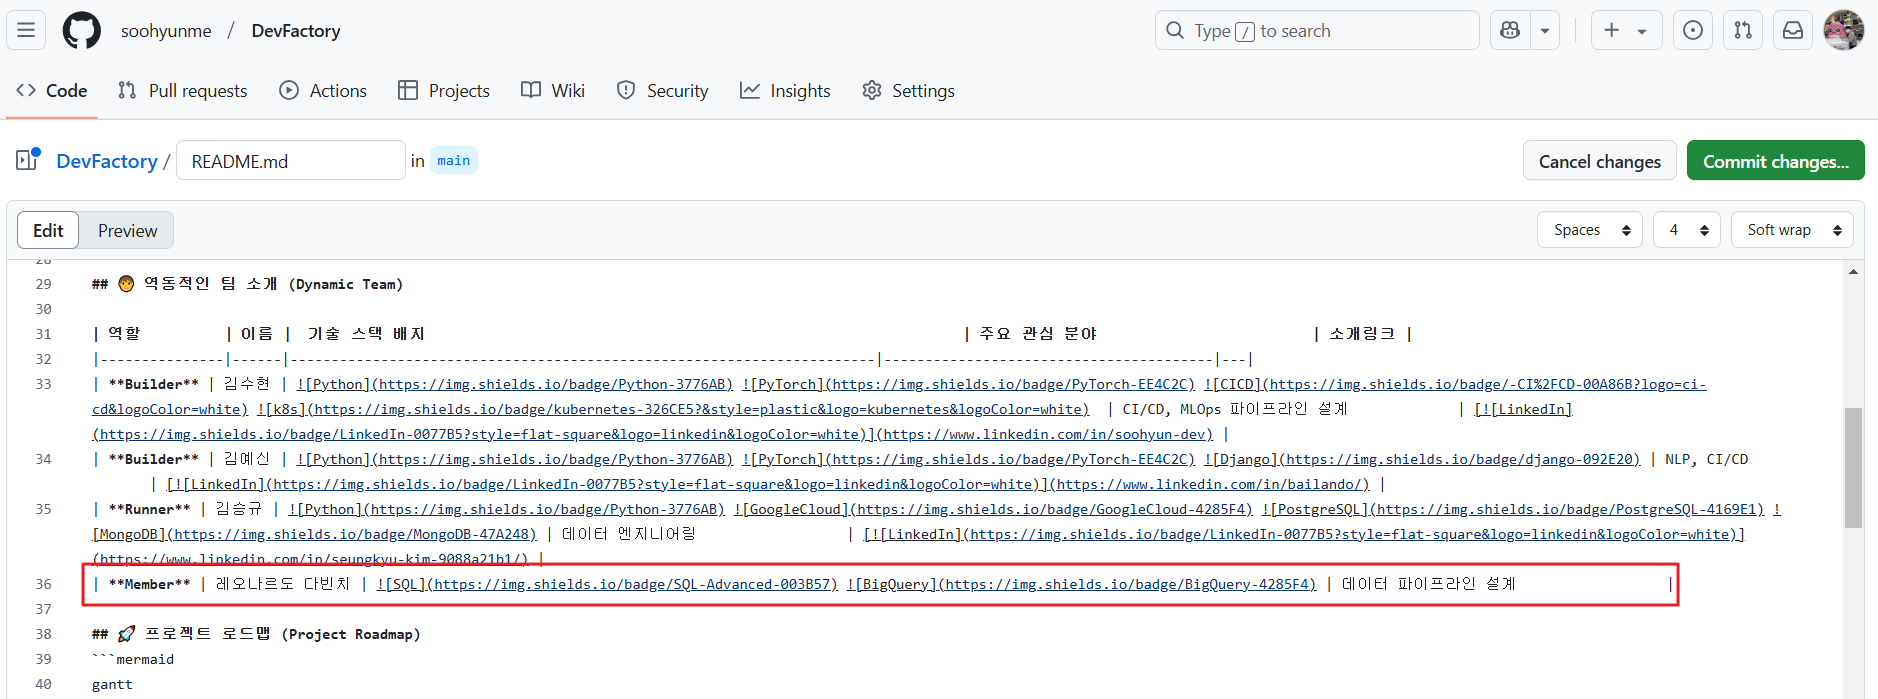 soohyunme / DevFactory
Type / to search
Code Pull requests Actions Projects Wiki Security Insights Settings
DevFactory / README.md in main
Cancel changes Commit changes...
Edit Preview
Spaces 4 Soft wrap
28
29 ## 🧑 역동적인 팀 소개 (Dynamic Team)
30
31 | 역할 | 이름 | 기술 스택 배지 | 주요 관심 분야 | 소개링크 |
32 |---------------|------|-----------------------------------------------------------------------|----------------------------------------|---|
33 | **Builder** | 김수현 | ![Python](https://img.shields.io/badge/Python-3776AB) ![PyTorch](https://img.shields.io/badge/PyTorch-EE4C2C) ![CICD](https://img.shields.io/badge/-CI%2FCD-00A86B?logo=ci-
cd&logoColor=white) ![k8s](https://img.shields.io/badge/kubernetes-326CE5?&style=plastic&logo=kubernetes&logoColor=white) | CI/CD, MLOps 파이프라인 설계 | [![LinkedIn]
(https://img.shields.io/badge/LinkedIn-0077B5?style=flat-square&logo=linkedin&logoColor=white)](https://www.linkedin.com/in/soohyun-dev) |
34 | **Builder** | 김예신 | ![Python](https://img.shields.io/badge/Python-3776AB) ![PyTorch](https://img.shields.io/badge/PyTorch-EE4C2C) ![Django](https://img.shields.io/badge/django-092E20) | NLP, CI/CD
| [![LinkedIn](https://img.shields.io/badge/LinkedIn-0077B5?style=flat-square&logo=linkedin&logoColor=white)](https://www.linkedin.com/in/bailando/) |
35 | **Runner** | 김승규 | ![Python](https://img.shields.io/badge/Python-3776AB) ![GoogleCloud](https://img.shields.io/badge/GoogleCloud-4285F4) ![PostgreSQL](https://img.shields.io/badge/PostgreSQL-4169E1) !
[MongoDB](https://img.shields.io/badge/MongoDB-47A248) | 데이터 엔지니어링 | [![LinkedIn](https://img.shields.io/badge/LinkedIn-0077B5?style=flat-square&logo=linkedin&logoColor=white)]
(https://www.linkedin.com/in/seungkyu-kim-9088a21b1/) |
36 | **Member** | 레오나르도 다빈치 | ![SQL](https://img.shields.io/badge/SQL-Advanced-003B57) ![BigQuery](https://img.shields.io/badge/BigQuery-4285F4) | 데이터 파이프라인 설계 |
37
38 ## 🚀 프로젝트 로드맵 (Project Roadmap)
39 ```mermaid
40 gantt